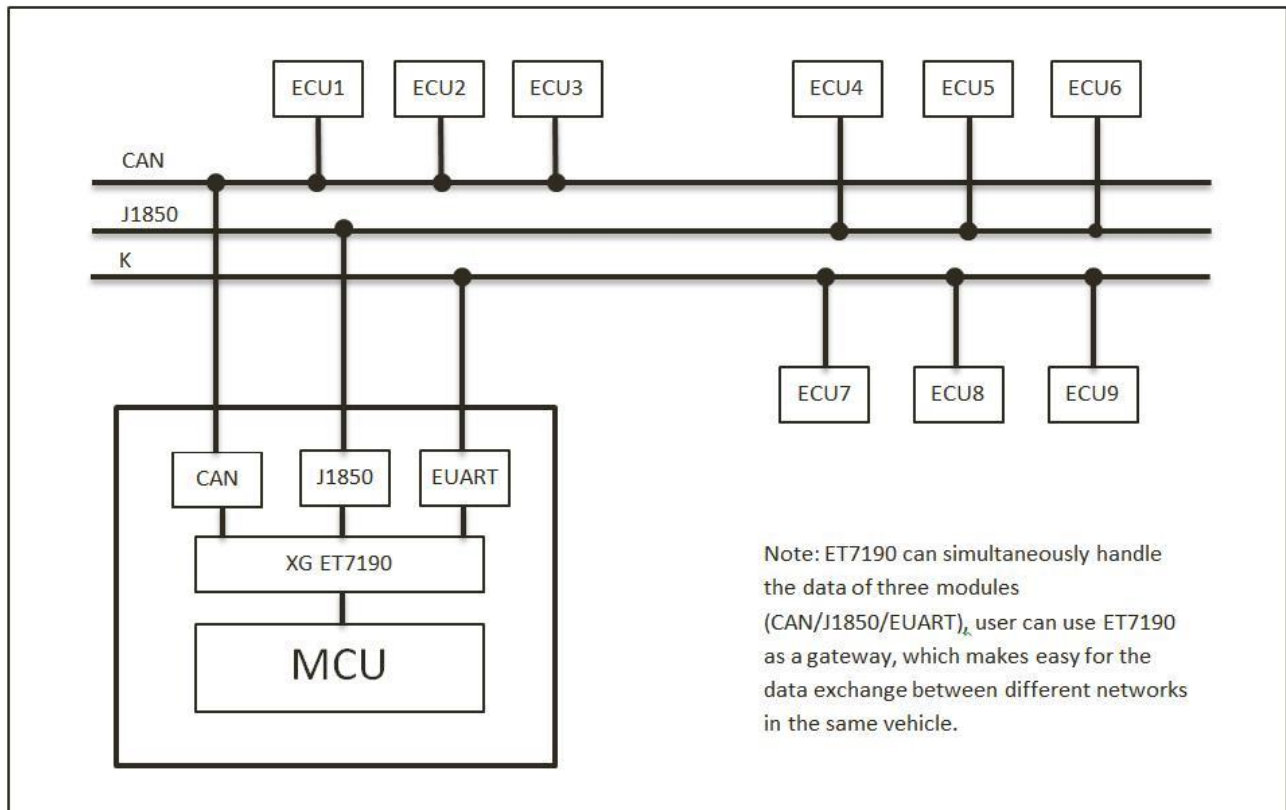 ECU1
ECU2
ECU3
ECU4
ECU5
ECU6
CAN
J1850
K
ECU7
ECU8
ECU9
CAN
J1850
EUART
XG ET7190
MCU
Note: ET7190 can simultaneously handle
the data of three modules
(CAN/J1850/EUART), user can use ET7190
as a gateway, which makes easy for the
data exchange between different networks
in the same vehicle.